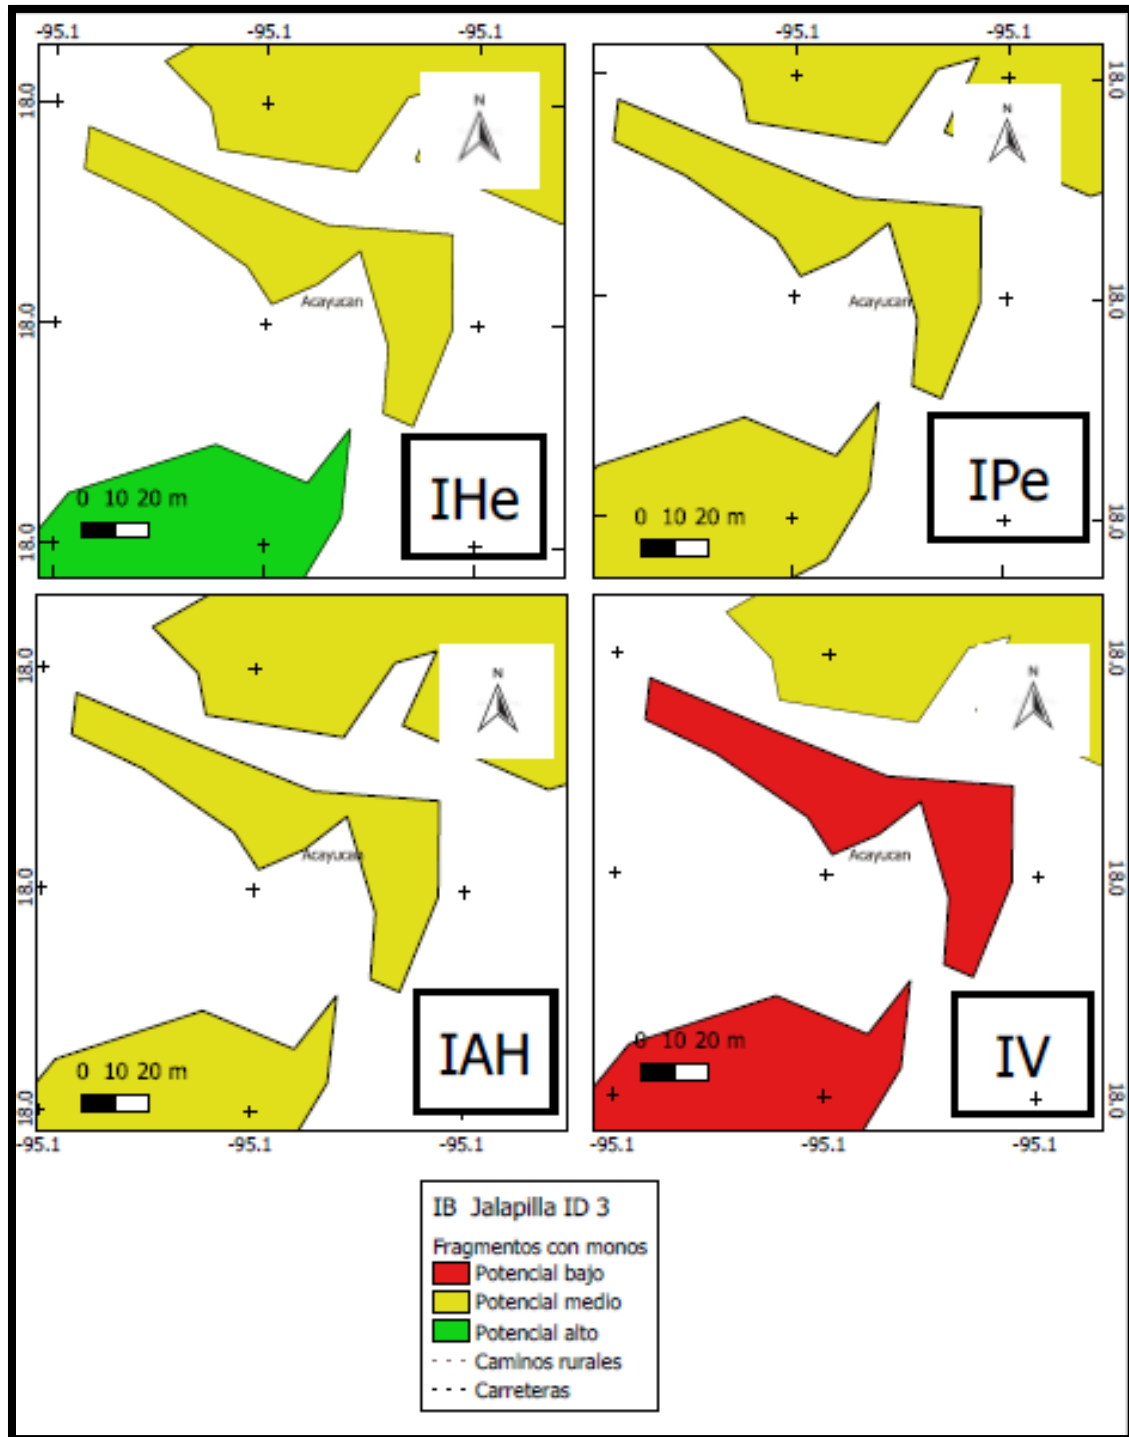 -95.1 -95.1 -95.1 -95.1 -95.1
18.0 18.0
N N
Acayucan Acayucan
18.0 18.0
0 10 20 m IHe 0 10 20 m IPe
18.0 18.0
18.0 18.0
N N
Acayucan Acayucan
18.0 18.0
0 10 20 m IAH 0 10 20 m IV
18.0 18.0
-95.1 -95.1 -95.1 -95.1 -95.1 -95.1
IB Jalapilla ID 3
Fragmentos con monos
Potencial bajo
Potencial medio
Potencial alto
Caminos rurales
Carreteras